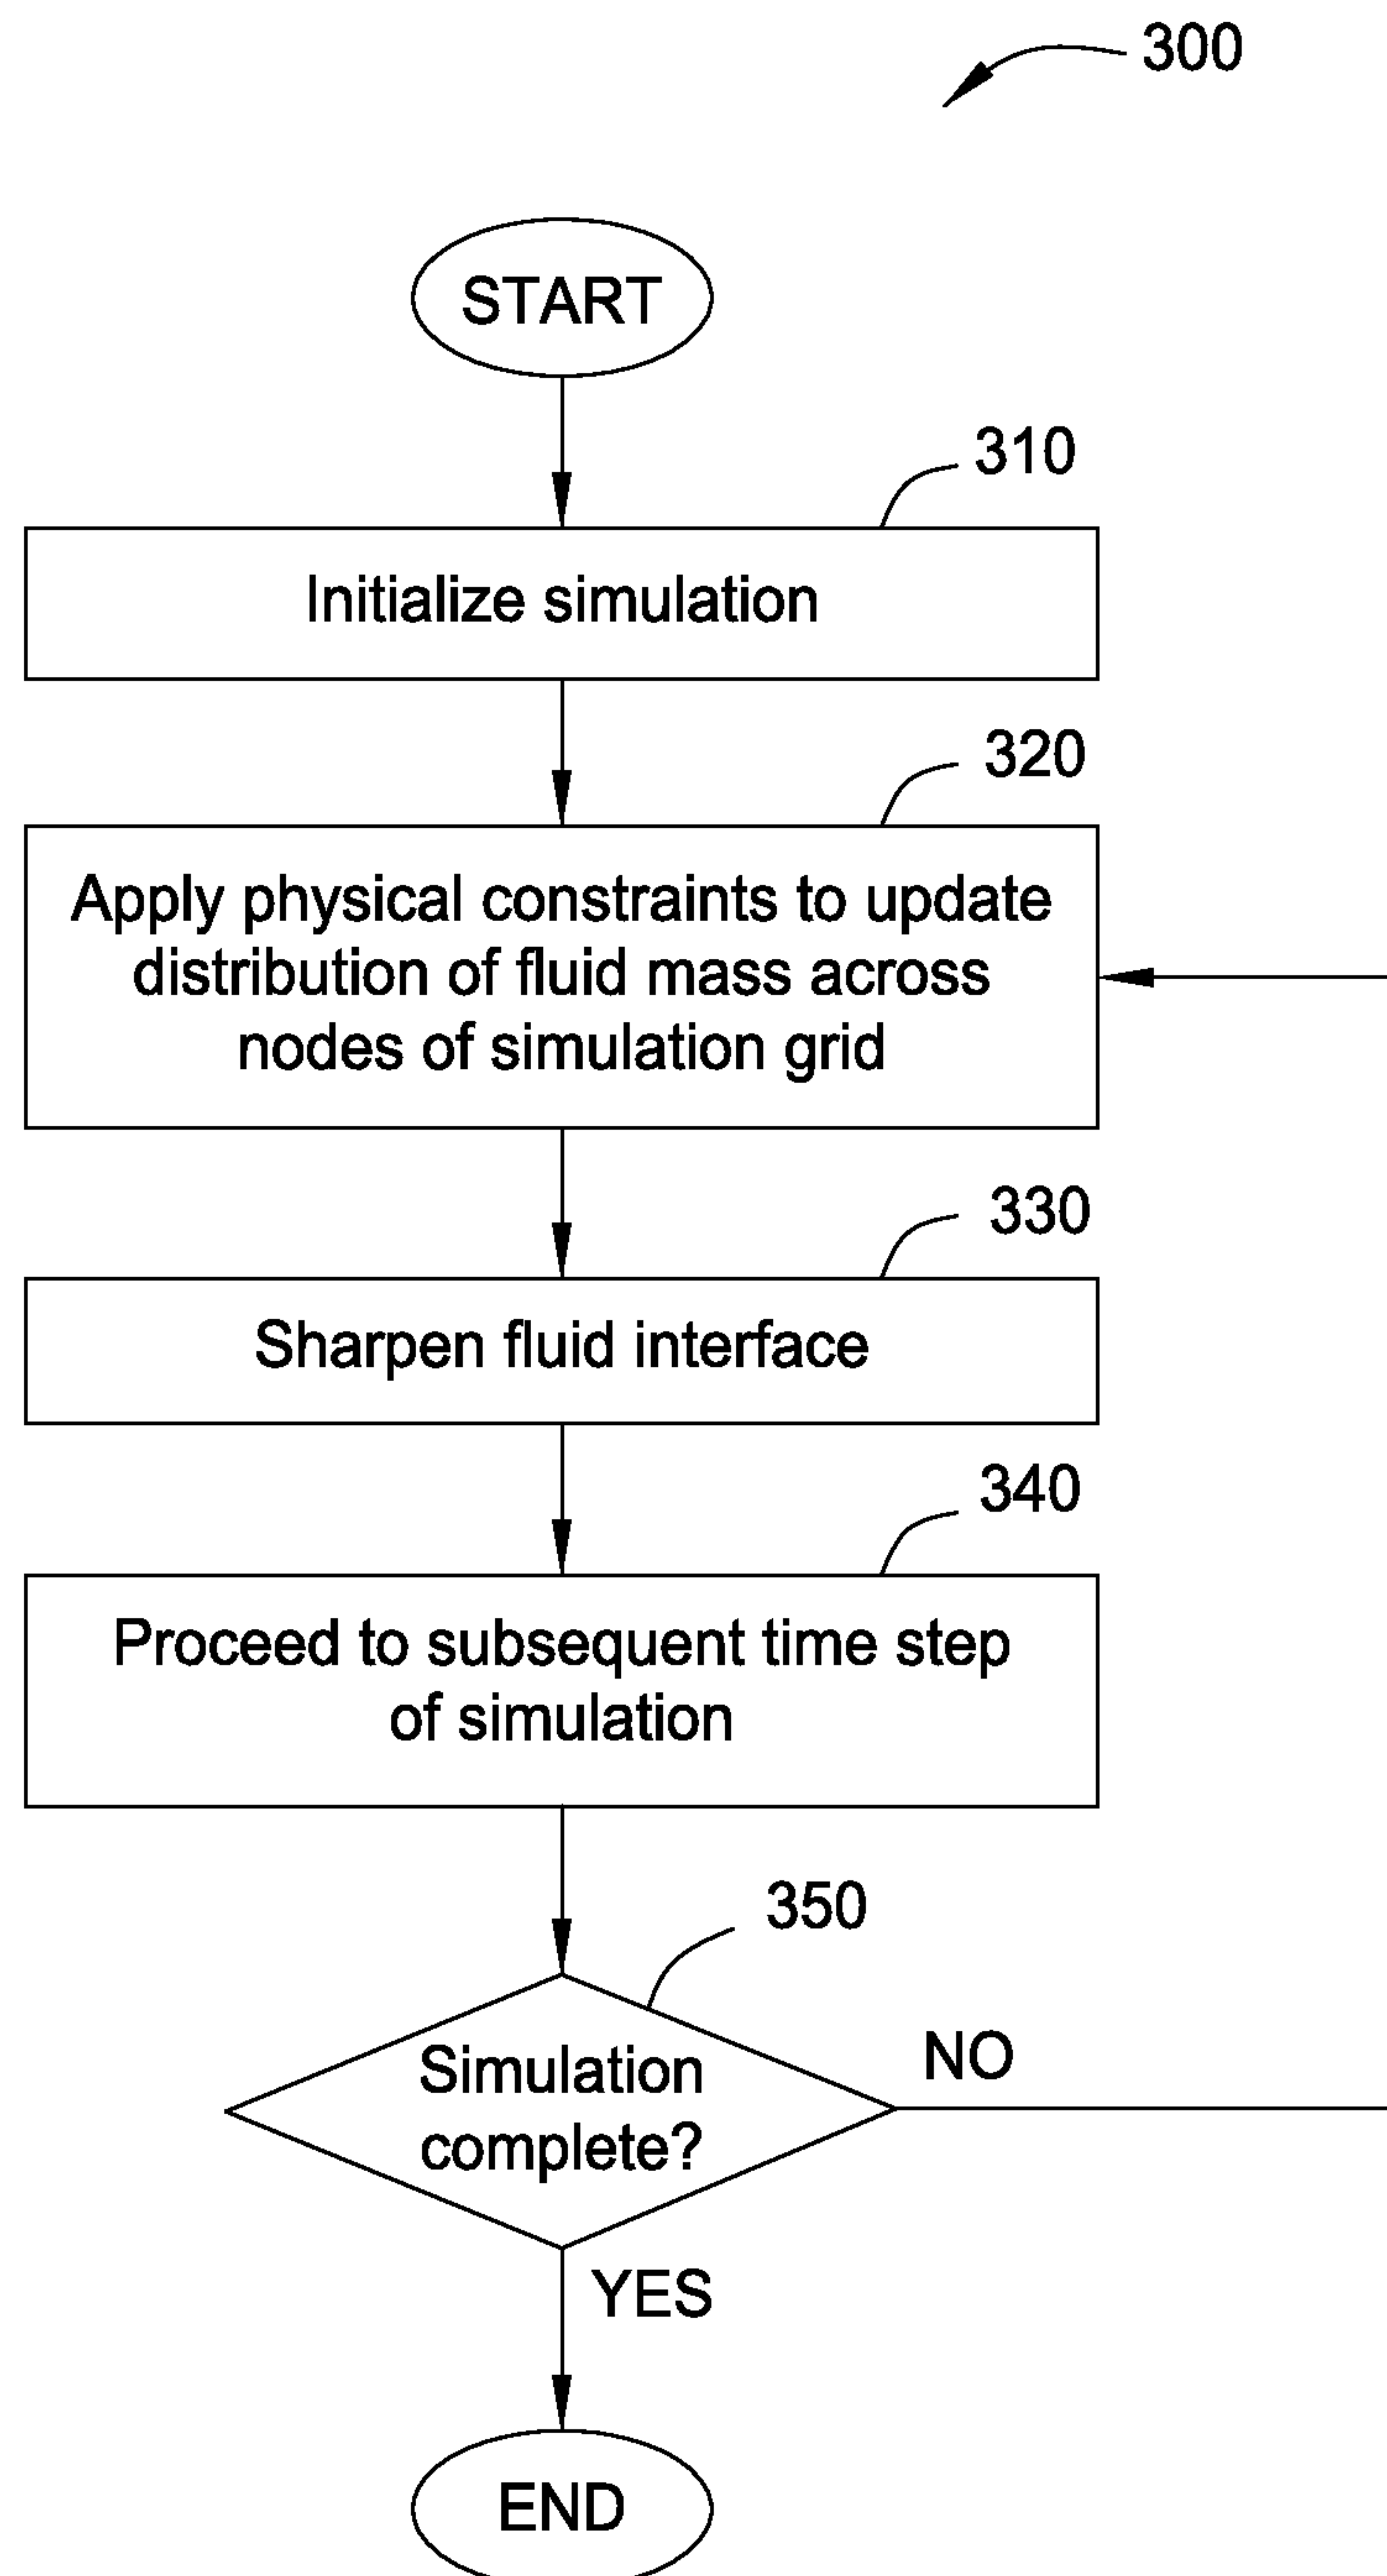 300
START
310
Initialize simulation
320
Apply physical constraints to update
distribution of fluid mass across
nodes of simulation grid
330
Sharpen fluid interface
340
Proceed to subsequent time step
of simulation
350
Simulation
complete?
NO
YES
END